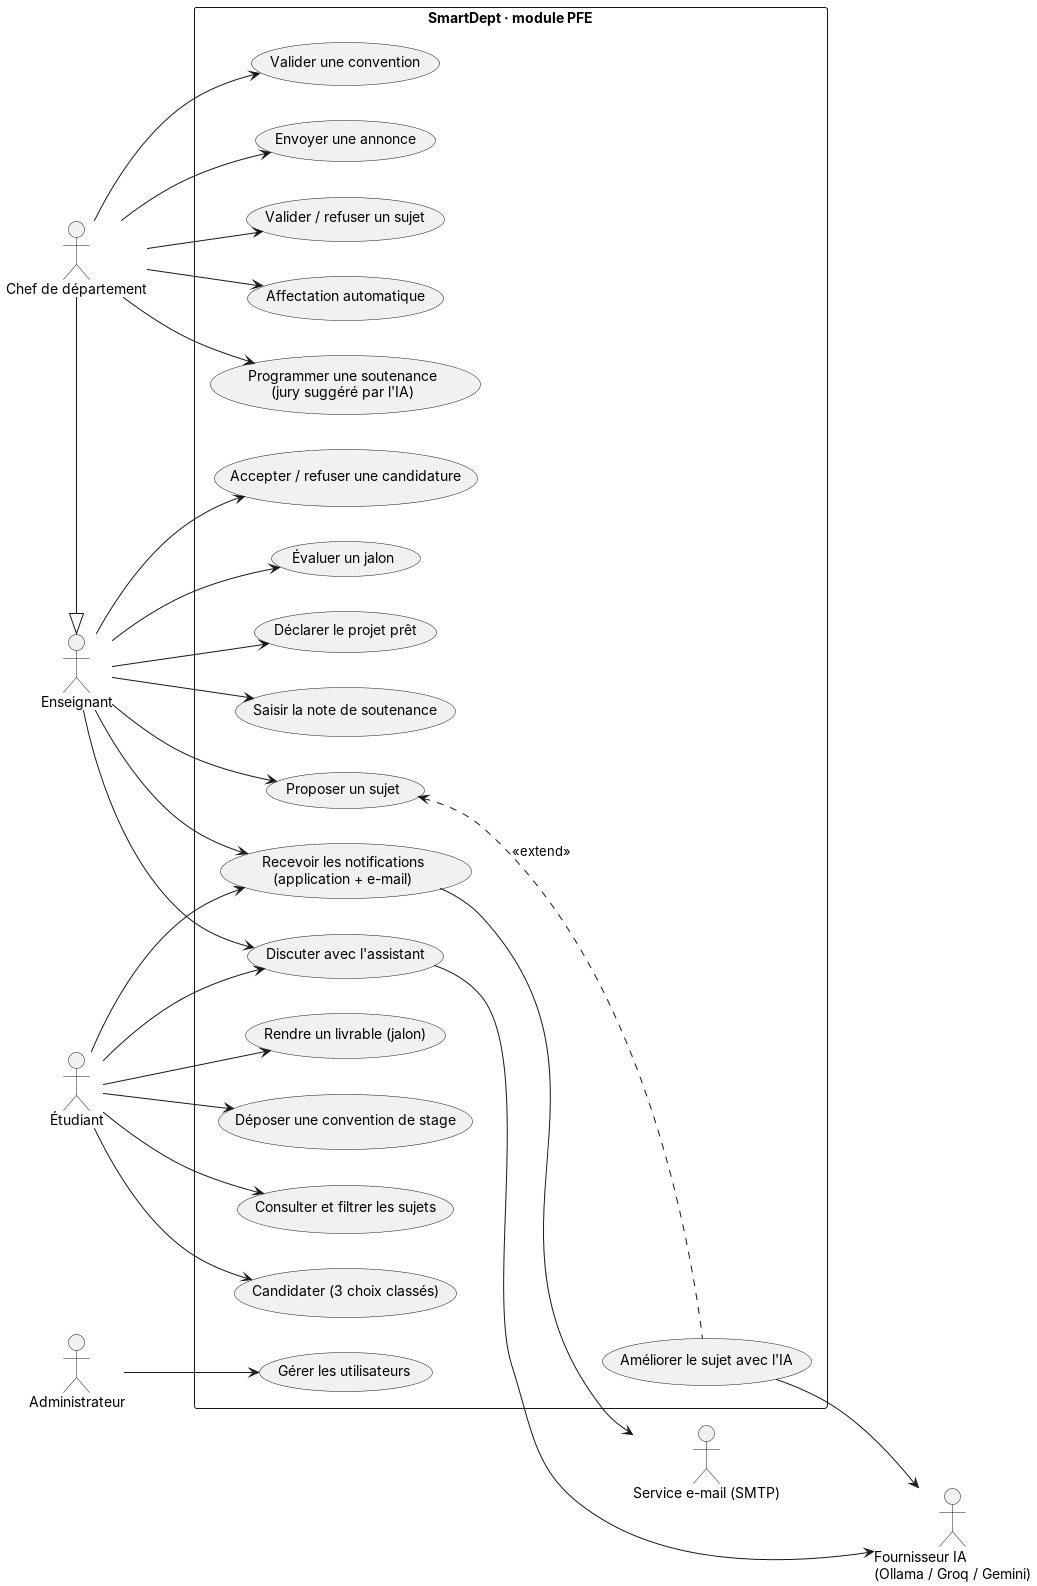 SmartDept · module PFE
Valider une convention
Envoyer une annonce
Valider / refuser un sujet
Affectation automatique
Chef de département
Programmer une soutenance
(jury suggéré par l'IA)
Accepter / refuser une candidature
Évaluer un jalon
Déclarer le projet prêt
Enseignant
Saisir la note de soutenance
Proposer un sujet
«extend»
Recevoir les notifications
(application + e-mail)
Discuter avec l'assistant
Rendre un livrable (jalon)
Étudiant
Déposer une convention de stage
Consulter et filtrer les sujets
Candidater (3 choix classés)
Améliorer le sujet avec l'IA
Gérer les utilisateurs
Administrateur
Service e-mail (SMTP)
Fournisseur IA
(Ollama / Groq / Gemini)